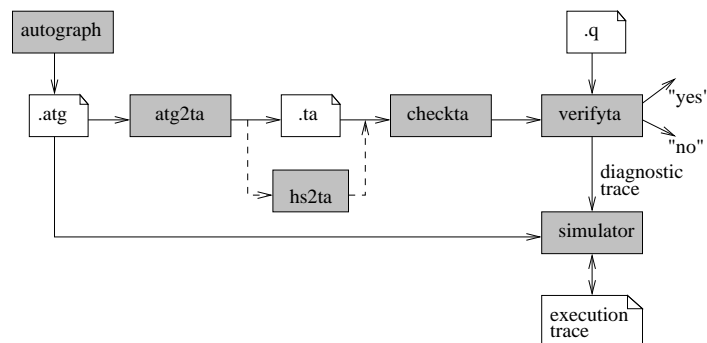 autograph
.q
.atg
atg2ta
.ta
checkta
verifyta
"yes"
"no"
hs2ta
diagnostic
trace
simulator
execution
trace